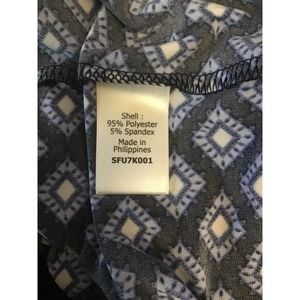 Shell :
95% Polyester
5% Spandex
Made in
Philippines
SFU7K001